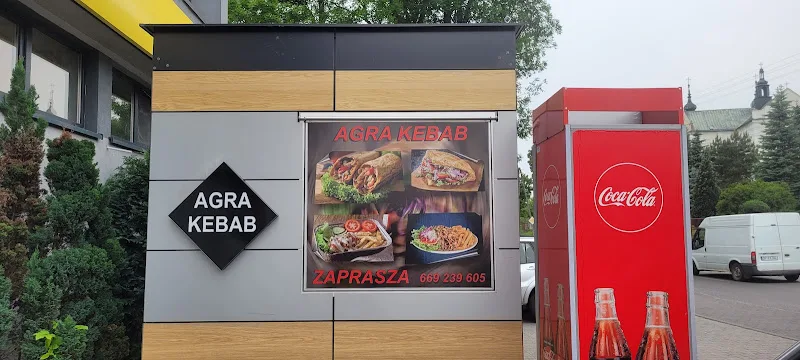 AGRA
KEBAB
AGRA KEBAB
ZAPRASZA 669 239 605
Coca-Cola
Coca-Cola